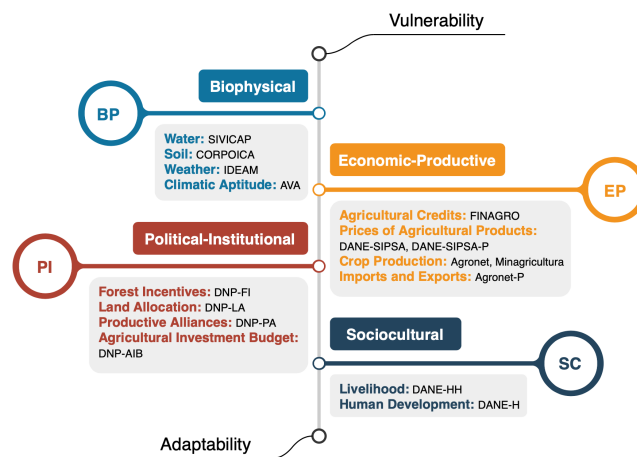 Vulnerability
Biophysical
BP
Water: SIVICAP
Soil: CORPOICA
Weather: IDEAM
Climatic Aptitude: AVA
Economic-Productive
EP
Agricultural Credits: FINAGRO
Prices of Agricultural Products:
DANE-SIPSA, DANE-SIPSA-P
Crop Production: Agronet, Minagricultura
Imports and Exports: Agronet-P
Political-Institutional
PI
Forest Incentives: DNP-FI
Land Allocation: DNP-LA
Productive Alliances: DNP-PA
Agricultural Investment Budget:
DNP-AIB
Sociocultural
SC
Livelihood: DANE-HH
Human Development: DANE-H
Adaptability